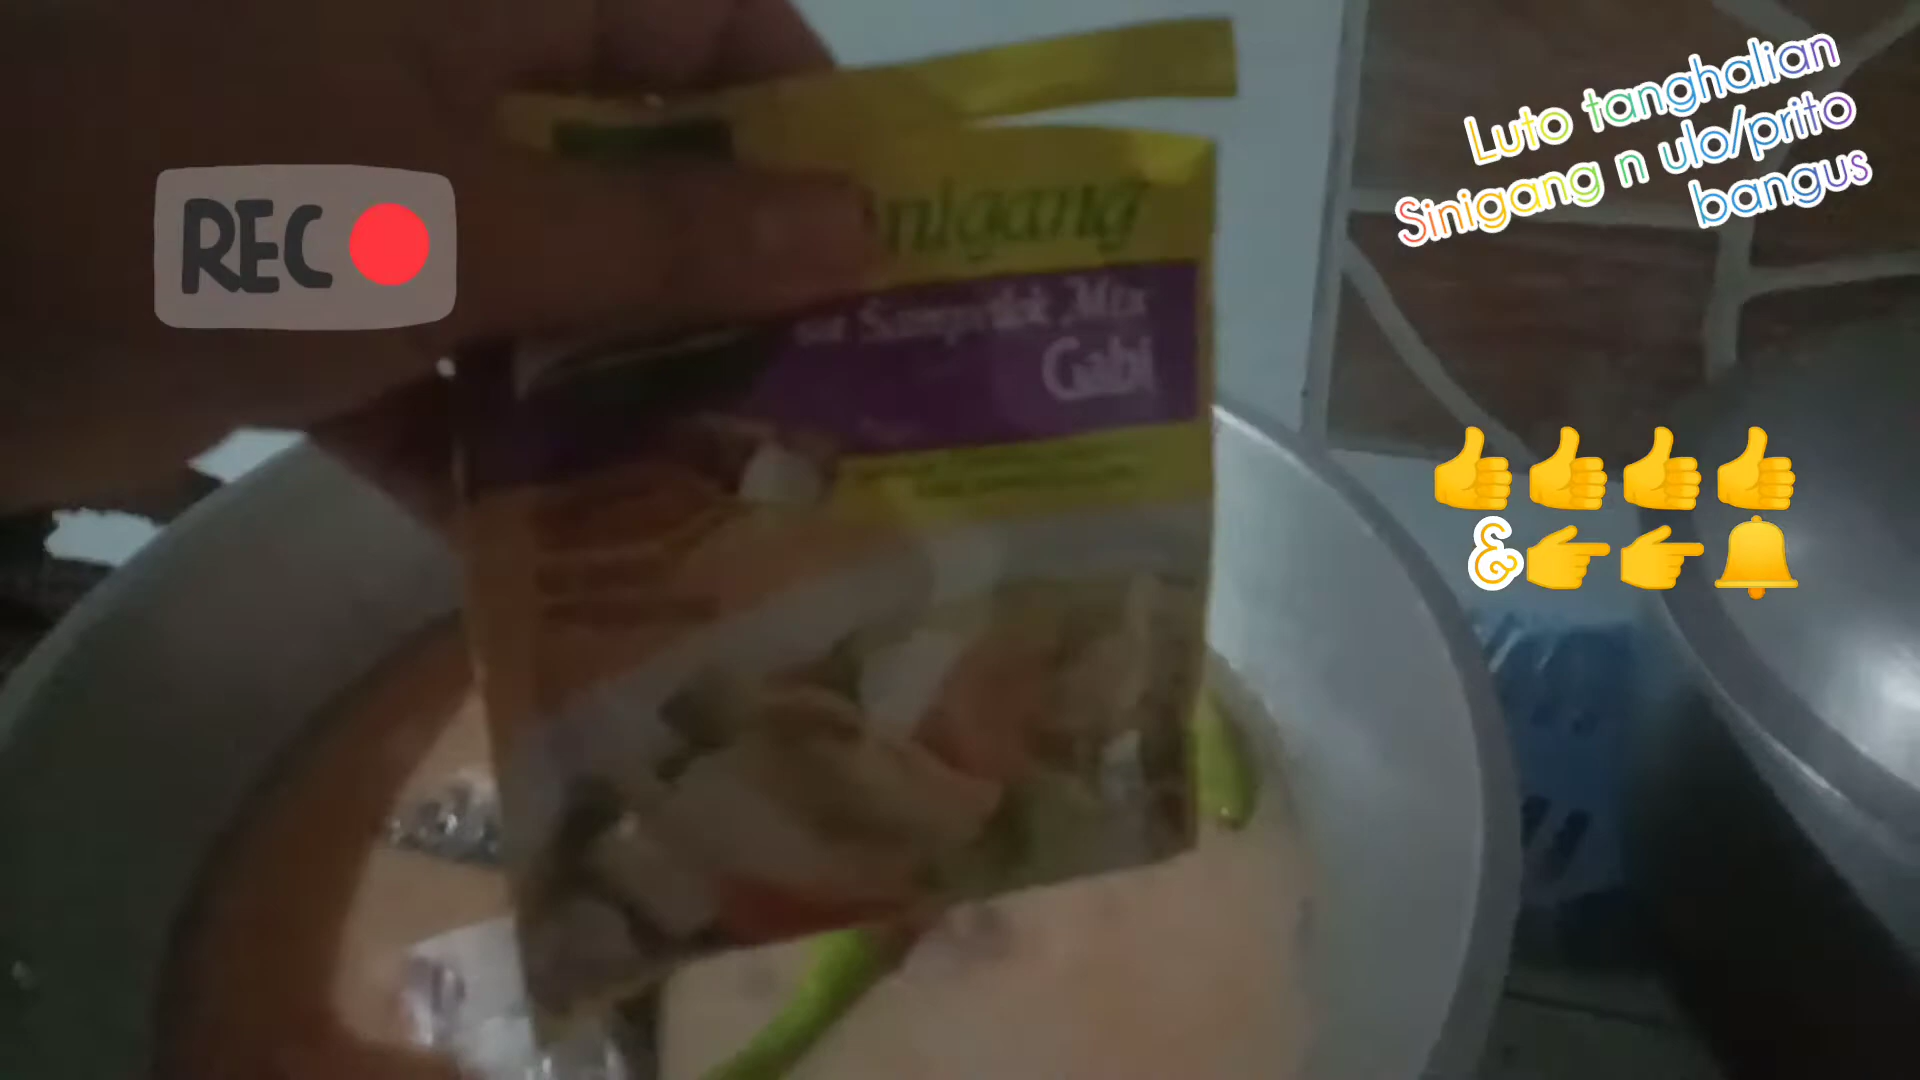 Luto tanghalian
Sinigang n ulo/prito
bangus
REC
nigang
sa Sampalok Mix
Gabi
&